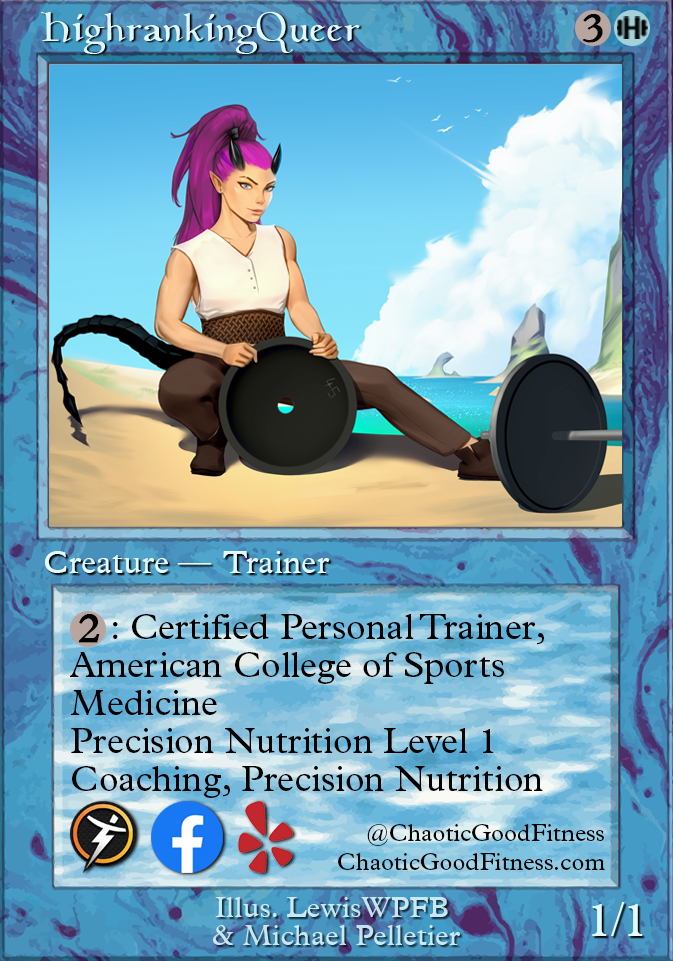 HighrankingQueer 3
45
Creature — Trainer
2 : Certified Personal Trainer,
American College of Sports
Medicine
Precision Nutrition Level 1
Coaching, Precision Nutrition
@ChaoticGoodFitness
ChaoticGoodFitness.com
Illus. LewisWPFB
& Michael Pelletier
1/1